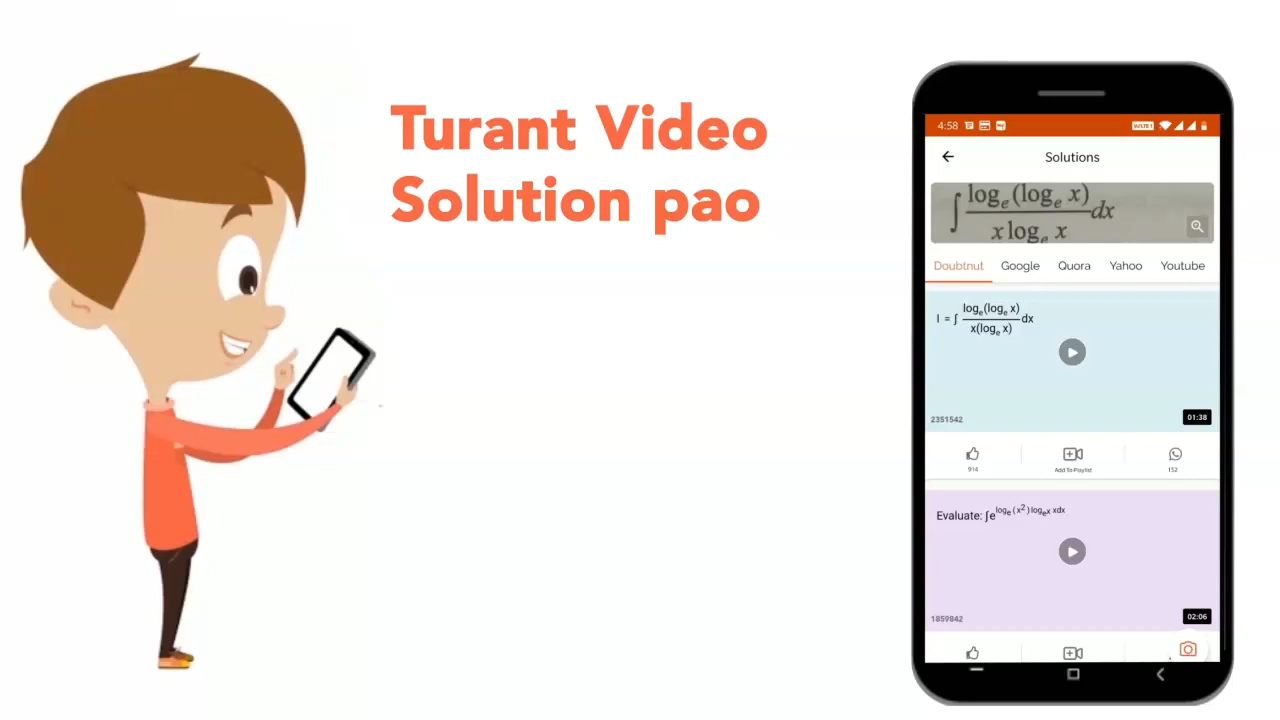 Turant Video
Solution pao
4:58
VoLTE1
Solutions
∫ logₑ(logₑ x) / x logₑ x dx
Doubtnut Google Quora Yahoo Youtube
I = ∫ logₑ(logₑ x) / x(logₑ x) dx
2351542 01:38
914 Add To Playlist 152
Evaluate: ∫e^logₑ(x²)logₑx xdx
1859842 02:06